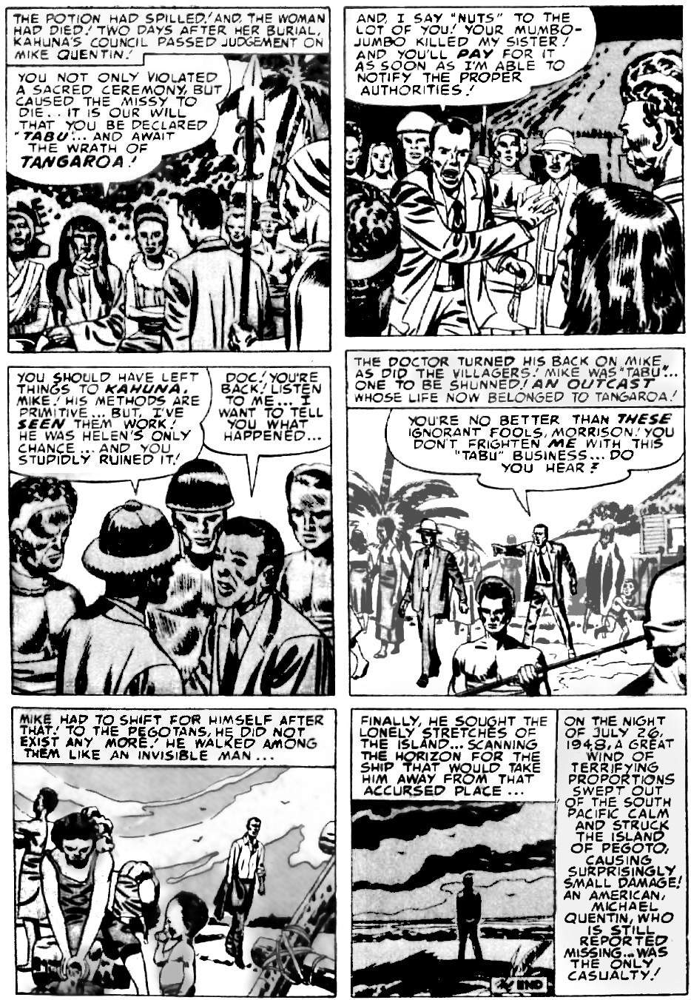 THE POTION HAD SPILLED! AND, THE WOMAN
HAD DIED! TWO DAYS AFTER HER BURIAL,
KAHUNA'S COUNCIL PASSED JUDGEMENT ON
MIKE QUENTIN!
YOU NOT ONLY VIOLATED
A SACRED CEREMONY, BUT
CAUSED THE MISSY TO
DIE.. IT IS OUR WILL
THAT YOU BE DECLARED
"TABU"... AND AWAIT
THE WRATH OF
TANGAROA!
AND, I SAY "NUTS" TO THE
LOT OF YOU! YOUR MUMBO-
JUMBO KILLED MY SISTER!
AND YOU'LL PAY FOR IT
AS SOON AS I'M ABLE TO
NOTIFY THE PROPER
AUTHORITIES!
YOU SHOULD HAVE LEFT
THINGS TO KAHUNA,
MIKE! HIS METHODS ARE
PRIMITIVE... BUT, I'VE
SEEN THEM WORK!
HE WAS HELEN'S ONLY
CHANCE... AND YOU
STUPIDLY RUINED IT!
DOC! YOU'RE
BACK! LISTEN
TO ME... I
WANT TO TELL
YOU WHAT
HAPPENED...
THE DOCTOR TURNED HIS BACK ON MIKE
AS DID THE VILLAGERS! MIKE WAS "TABU"...
ONE TO BE SHUNNED! AN OUTCAST
WHOSE LIFE NOW BELONGED TO TANGAROA!
YOU'RE NO BETTER THAN THESE
IGNORANT FOOLS, MORRISON! YOU
DON'T FRIGHTEN ME WITH THIS
"TABU" BUSINESS... DO
YOU HEAR?
MIKE HAD TO SHIFT FOR HIMSELF AFTER
THAT! TO THE PEGOTANS, HE DID NOT
EXIST ANY MORE! HE WALKED AMONG
THEM LIKE AN INVISIBLE MAN...
FINALLY, HE SOUGHT THE
LONELY STRETCHES OF
THE ISLAND... SCANNING
THE HORIZON FOR THE
SHIP THAT WOULD TAKE
HIM AWAY FROM THAT
ACCURSED PLACE...
END
ON THE NIGHT
OF JULY 26,
1948, A GREAT
WIND OF
TERRIFYING
PROPORTIONS
SWEPT OUT
OF THE SOUTH
PACIFIC CALM
AND STRUCK
THE ISLAND
OF PEGOTO,
CAUSING
SURPRISINGLY
SMALL DAMAGE!
AN AMERICAN,
MICHAEL
QUENTIN, WHO
IS STILL
REPORTED
MISSING... WAS
THE ONLY
CASUALTY!